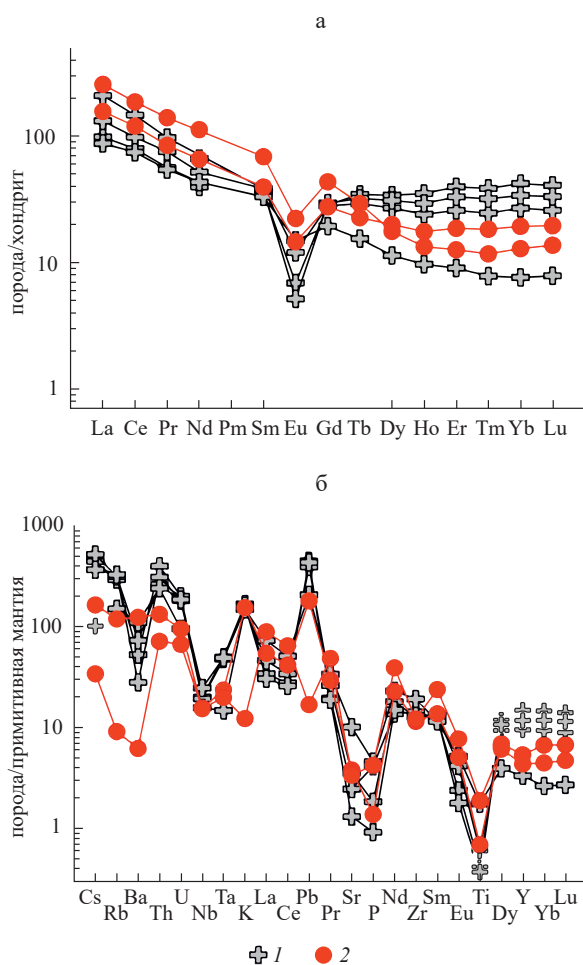 а
порода/хондрит
100
10
1
La Ce Pr Nd Pm Sm Eu Gd Tb Dy Ho Er Tm Yb Lu
б
порода/примитивная мантия
1000
100
10
1
Cs Ba U Ta La Pb Sr Nd Sm Ti Y Lu
Rb Th Nb K Ce Pr P Zr Eu Dy Yb
1 2